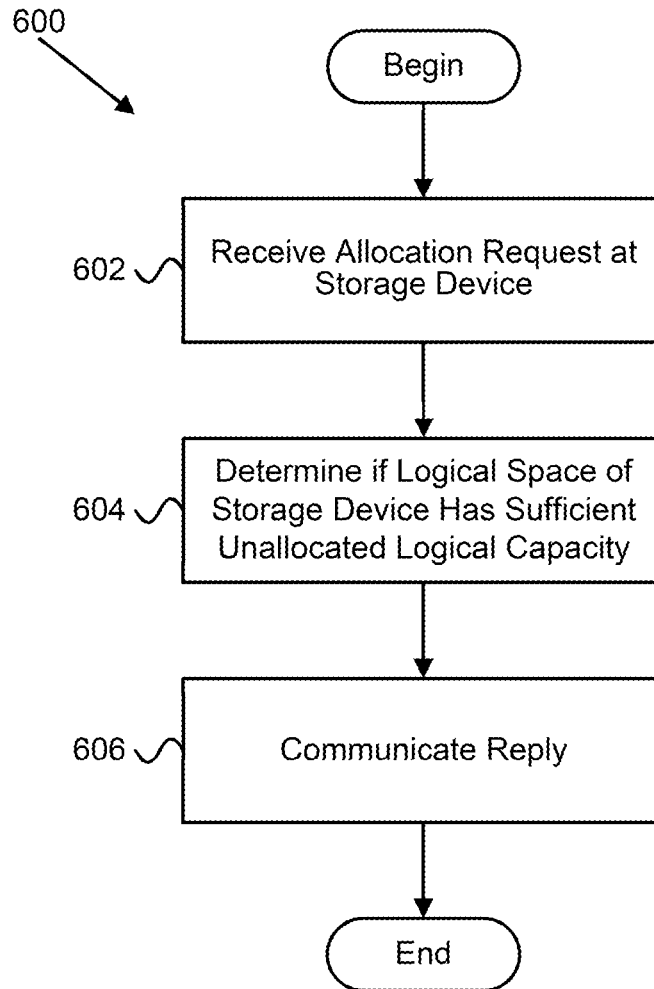 600
Begin
602
Receive Allocation Request at
Storage Device
604
Determine if Logical Space of
Storage Device Has Sufficient
Unallocated Logical Capacity
606
Communicate Reply
End